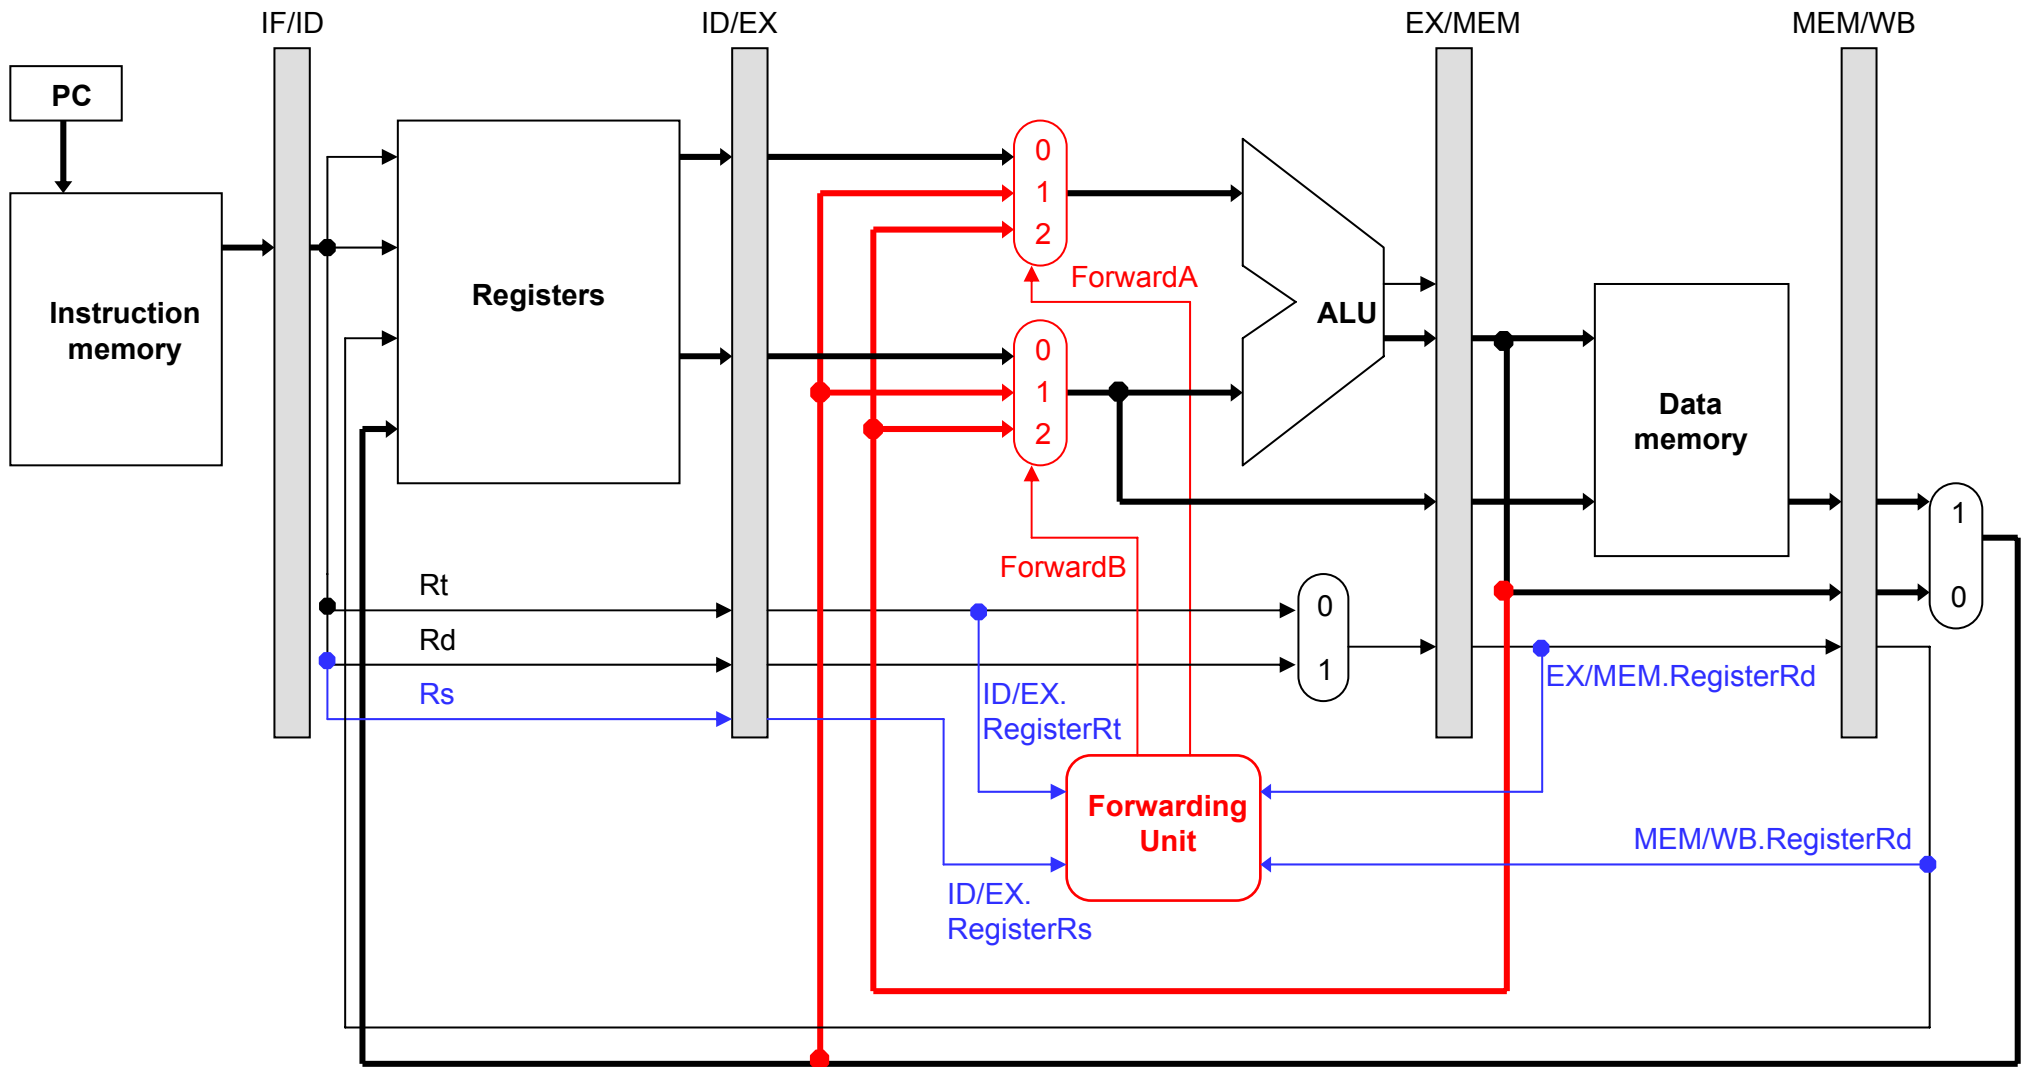 IF/ID
ID/EX
EX/MEM
MEM/WB
PC
Instruction
memory
Registers
0
1
2
ForwardA
0
1
2
ForwardB
ALU
Data
memory
1
0
Rt
Rd
Rs
0
1
ID/EX.
RegisterRt
EX/MEM.RegisterRd
Forwarding
Unit
MEM/WB.RegisterRd
ID/EX.
RegisterRs